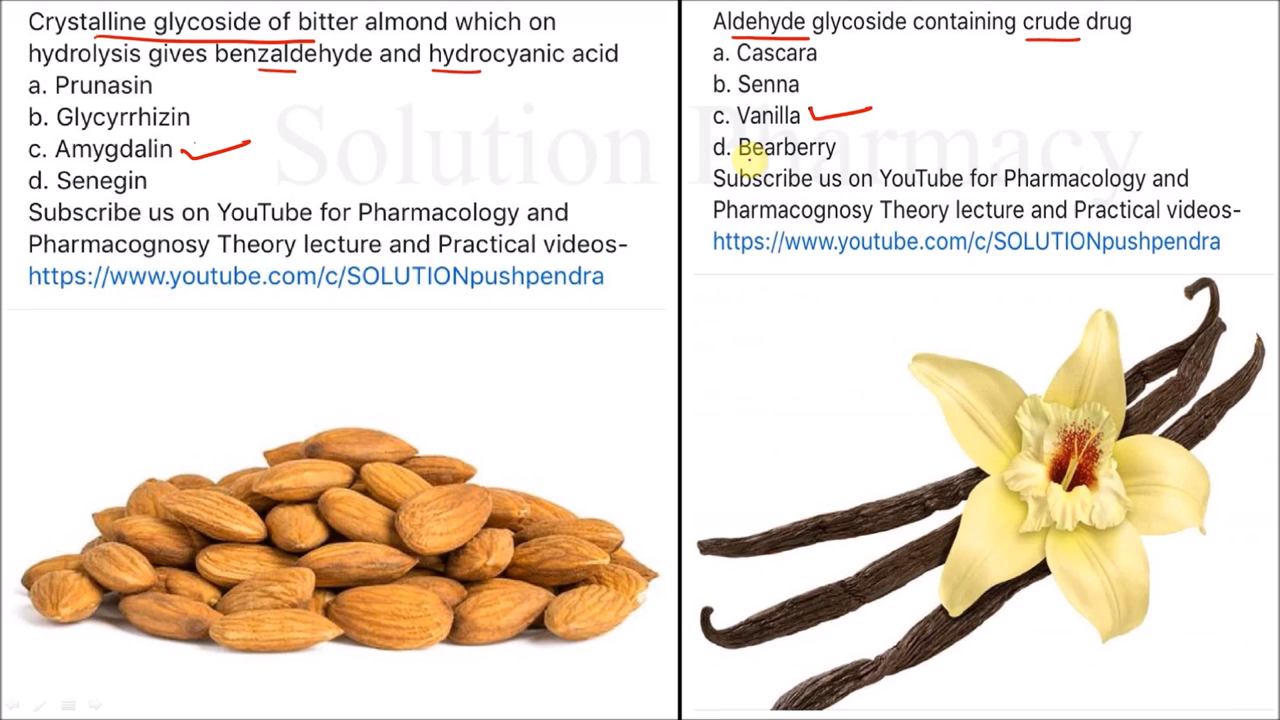 Crystalline glycoside of bitter almond which on
hydrolysis gives benzaldehyde and hydrocyanic acid
a. Prunasin
b. Glycyrrhizin
c. Amygdalin
d. Senegin
Subscribe us on YouTube for Pharmacology and
Pharmacognosy Theory lecture and Practical videos-
https://www.youtube.com/c/SOLUTIONpushpendra
Aldehyde glycoside containing crude drug
a. Cascara
b. Senna
c. Vanilla
d. Bearberry
Subscribe us on YouTube for Pharmacology and
Pharmacognosy Theory lecture and Practical videos-
https://www.youtube.com/c/SOLUTIONpushpendra
Solution Pharmacy